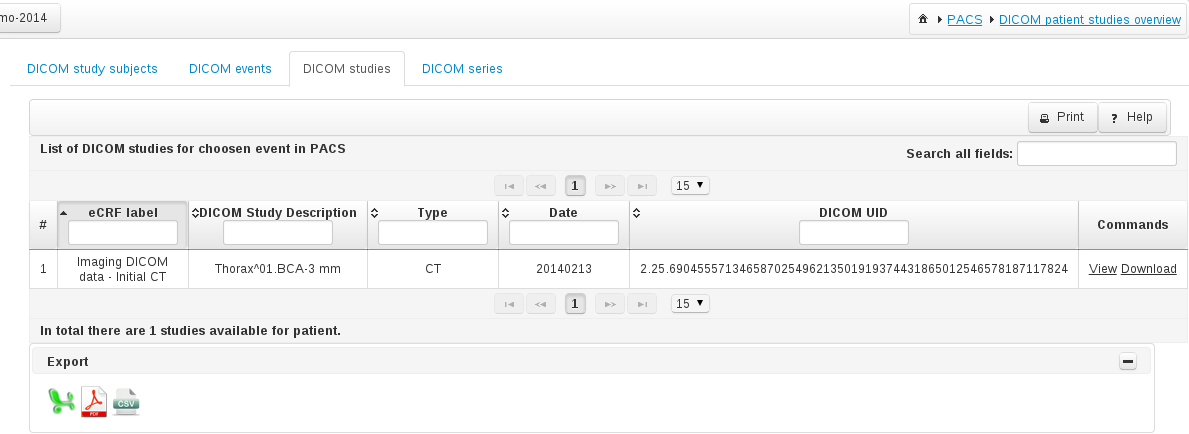 mo-2014
PACS DICOM patient studies overview
DICOM study subjects DICOM events DICOM studies DICOM series
Print Help
List of DICOM studies for choosen event in PACS
Search all fields:
1 15
# eCRF label DICOM Study Description Type Date DICOM UID Commands
1 Imaging DICOM data - Initial CT Thorax^01.BCA-3 mm CT 20140213 2.25.69045557134658702549621350191937443186501254657818711 7824 View Download
1 15
In total there are 1 studies available for patient.
Export
PDF CSV